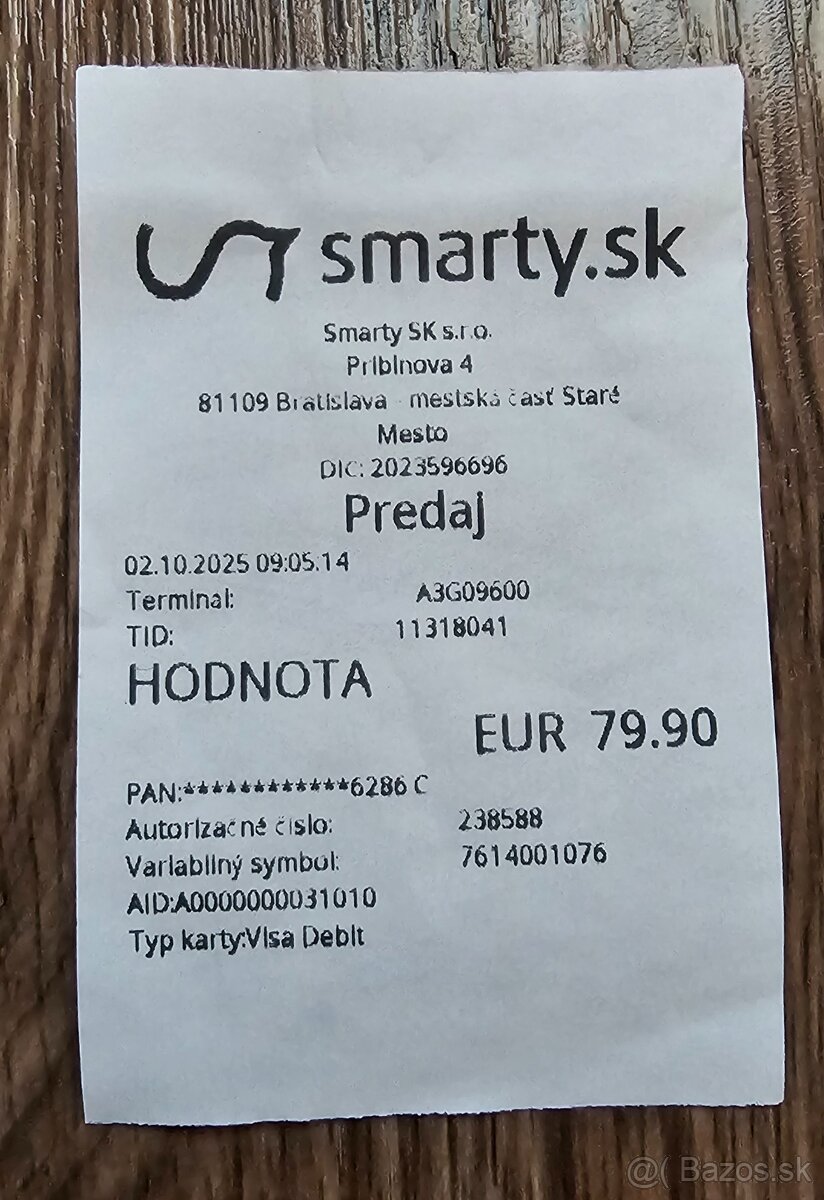 smarty.sk
Smarty SK s.r.o.
Pribinova 4
81109 Bratislava - mestská časť Staré
Mesto
DIC: 2023596696
Predaj
02.10.2025 09:05:14
Terminal: A3G09600
TID: 11318041
HODNOTA
EUR 79.90
PAN:************6286 C
Autorizačné číslo: 238588
Variabilný symbol: 7614001076
AID:A0000000031010
Typ karty:Visa Debit
@( Bazos.sk